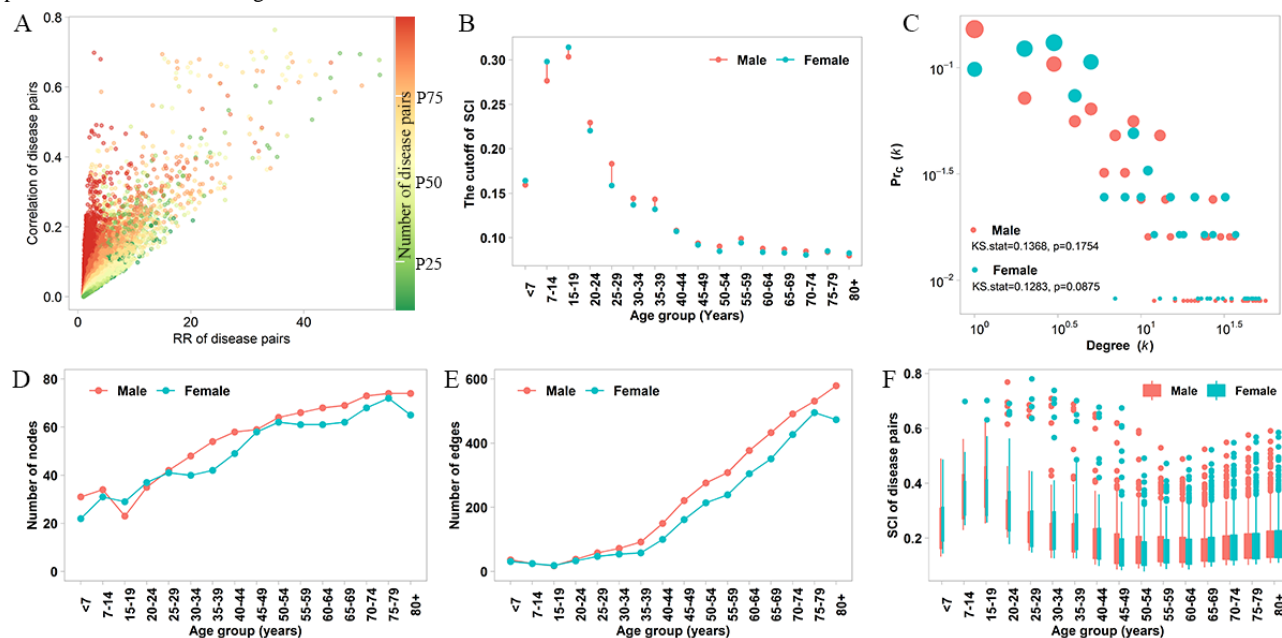 A
0.8
0.6
0.4
0.2
0.0
Correlation of disease pairs
0
20
40
RR of disease pairs
P75
P50
P25
Number of disease pairs
B
0.30
0.25
0.20
0.15
0.10
The cutoff of SCI
Male
Female
<7
7-14
15-19
20-24
25-29
30-34
35-39
40-44
45-49
50-54
55-59
60-64
65-69
70-74
75-79
80+
Age group (Years)
C
10⁻¹
10⁻¹·⁵
10⁻²
Pr_C (k)
Male
KS.stat=0.1368, p=0.1754
Female
KS.stat=0.1283, p=0.0875
10⁰
10⁰·⁵
10¹
10¹·⁵
Degree (k)
D
80
60
40
20
0
Number of nodes
Male
Female
<7
7-14
15-19
20-24
25-29
30-34
35-39
40-44
45-49
50-54
55-59
60-64
65-69
70-74
75-79
80+
Age group (years)
E
600
400
200
0
Number of edges
Male
Female
<7
7-14
15-19
20-24
25-29
30-34
35-39
40-44
45-49
50-54
55-59
60-64
65-69
70-74
75-79
80+
Age group (years)
F
0.8
0.6
0.4
0.2
SCI of disease pairs
Male
Female
<7
7-14
15-19
20-24
25-29
30-34
35-39
40-44
45-49
50-54
55-59
60-64
65-69
70-74
75-79
80+
Age group (years)